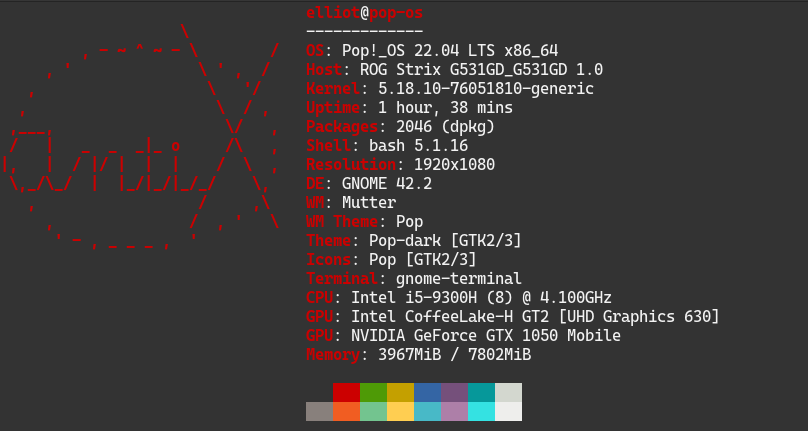 elliot@pop-os
-------------
OS: Pop!_OS 22.04 LTS x86_64
Host: ROG Strix G531GD_G531GD 1.0
Kernel: 5.18.10-76051810-generic
Uptime: 1 hour, 38 mins
Packages: 2046 (dpkg)
Shell: bash 5.1.16
Resolution: 1920x1080
DE: GNOME 42.2
WM: Mutter
WM Theme: Pop
Theme: Pop-dark [GTK2/3]
Icons: Pop [GTK2/3]
Terminal: gnome-terminal
CPU: Intel i5-9300H (8) @ 4.100GHz
GPU: Intel CoffeeLake-H GT2 [UHD Graphics 630]
GPU: NVIDIA GeForce GTX 1050 Mobile
Memory: 3967MiB / 7802MiB